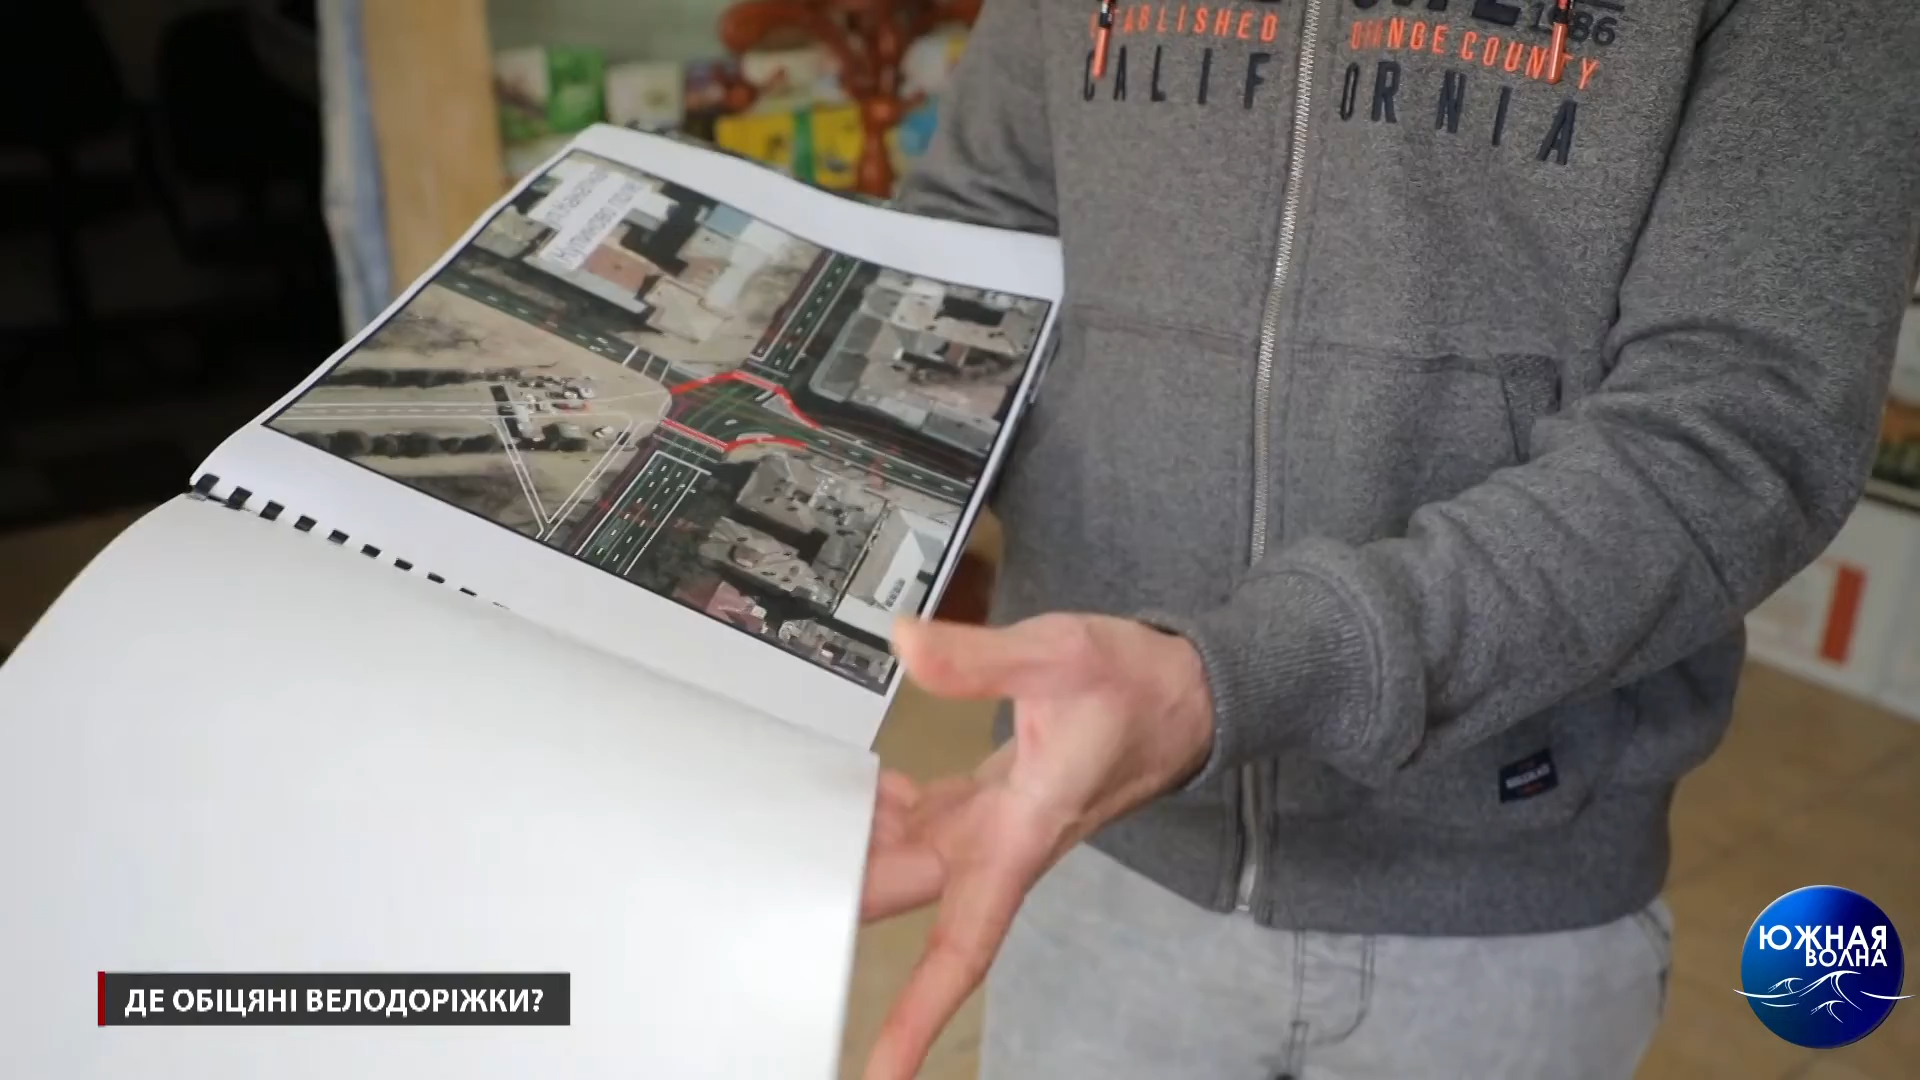 1986
ESTABLISHED ORANGE COUNTY
CALIFORNIA
ДЕ ОБІЦЯНІ ВЕЛОДОРІЖКИ?
ЮЖНАЯ
ВОЛНА